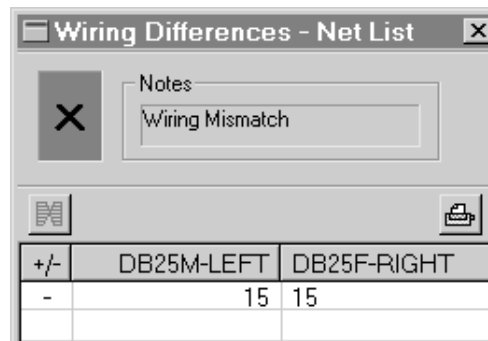 Wiring Differences - Net List
Notes
Wiring Mismatch
+/- DB25M-LEFT DB25F-RIGHT
- 15 15